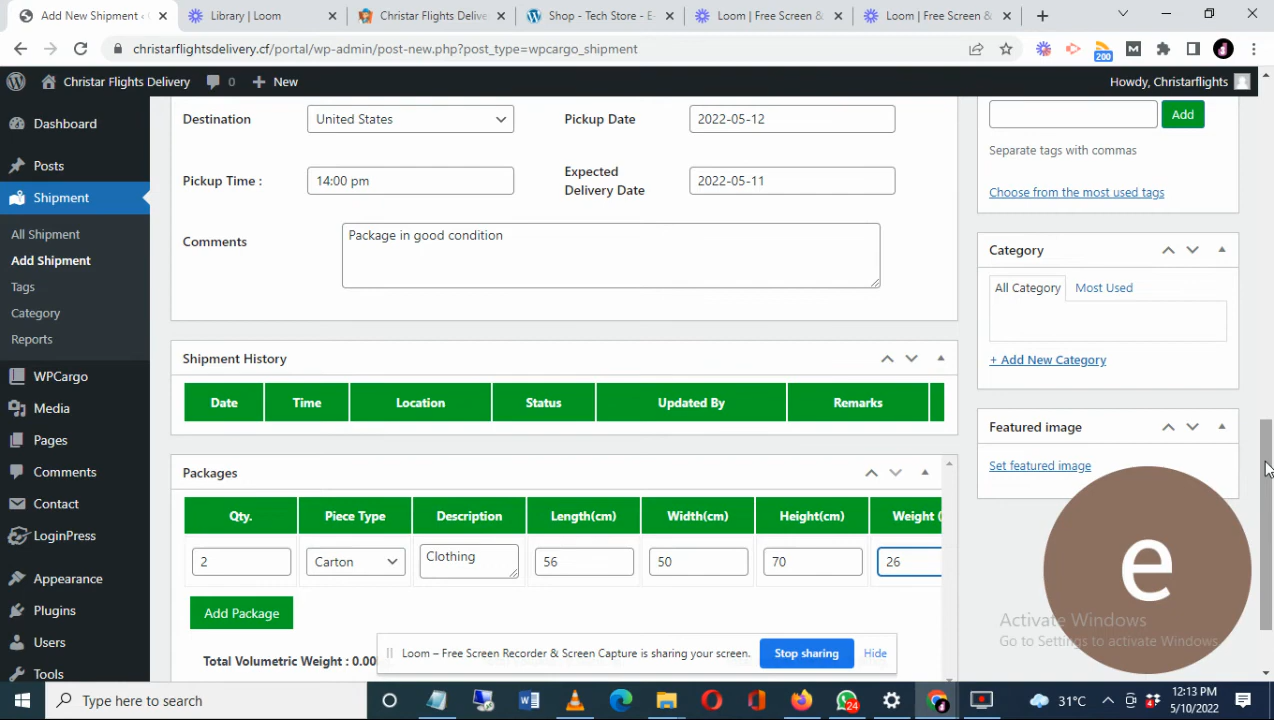 Add New Shipment ‹
Library | Loom
Christar Flights Delive
Shop - Tech Store - E-
Loom | Free Screen &
Loom | Free Screen &
christarflightsdelivery.cf/portal/wp-admin/post-new.php?post_type=wpcargo_shipment
200
M
Christar Flights Delivery
0
+ New
Howdy, Christarflights
Dashboard
Posts
Shipment
All Shipment
Add Shipment
Tags
Category
Reports
WPCargo
Media
Pages
Comments
Contact
LoginPress
Appearance
Plugins
Users
Tools
Destination
United States
Pickup Date
2022-05-12
Pickup Time :
14:00 pm
Expected
Delivery Date
2022-05-11
Comments
Package in good condition
Shipment History
Date Time Location Status Updated By Remarks
Packages
Qty. Piece Type Description Length(cm) Width(cm) Height(cm) Weight (
2 Carton Clothing 56 50 70 26
Add Package
Total Volumetric Weight : 0.00
Add
Separate tags with commas
Choose from the most used tags
Category
All Category Most Used
+ Add New Category
Featured image
Set featured image
e
Activate Windows
Go to Settings to activate Windows.
Loom – Free Screen Recorder & Screen Capture is sharing your screen.
Stop sharing
Hide
Type here to search
24
31°C
12:13 PM
5/10/2022